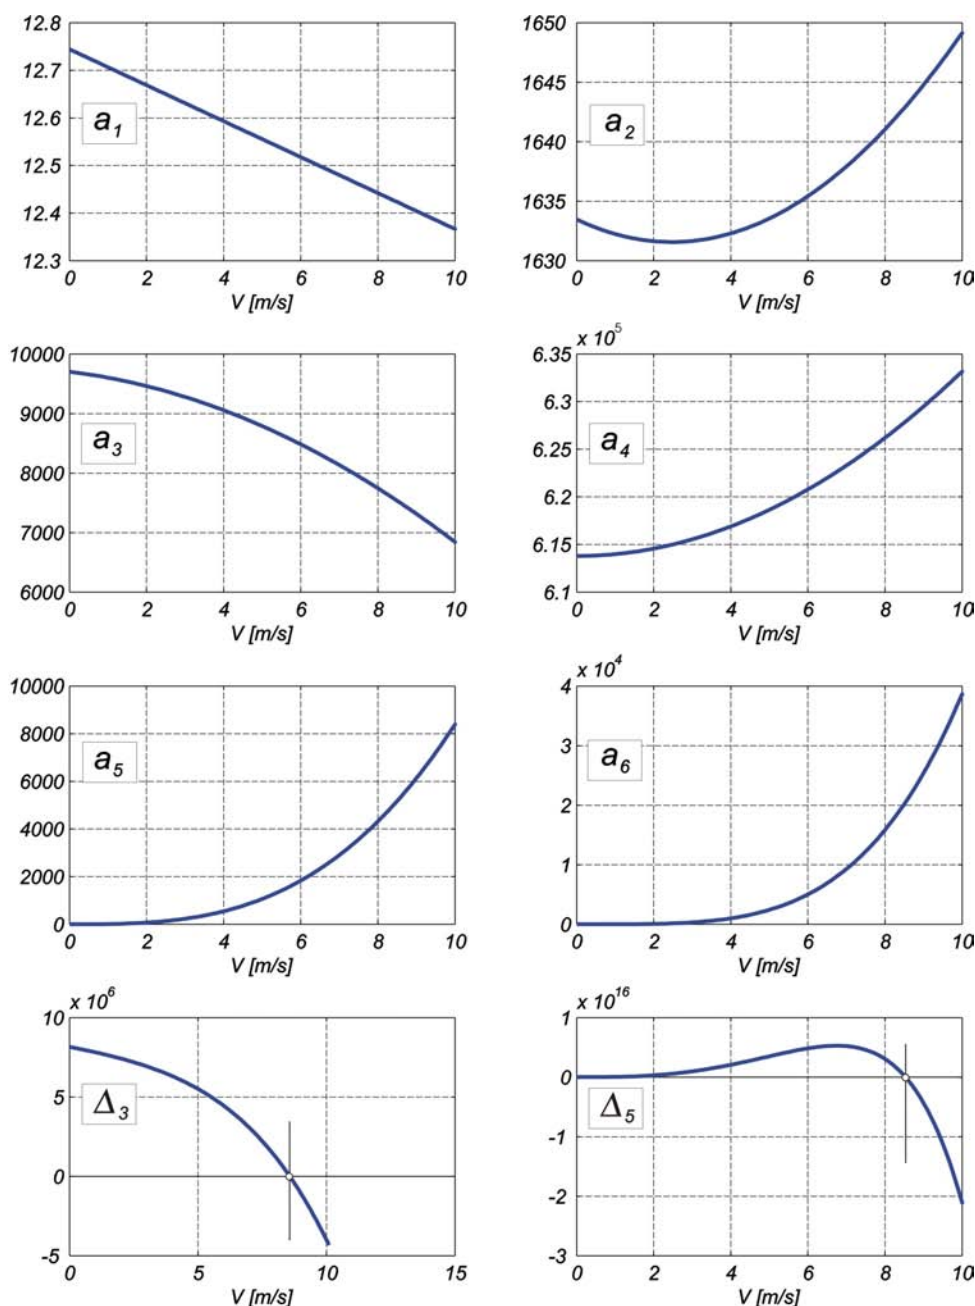 12.8
12.7
12.6
12.5
12.4
12.3
a1
0 2 4 6 8 10
V [m/s]
1650
1645
1640
1635
1630
a2
0 2 4 6 8 10
V [m/s]
10000
9000
8000
7000
6000
a3
0 2 4 6 8 10
V [m/s]
x 10^5
6.35
6.3
6.25
6.2
6.15
6.1
a4
0 2 4 6 8 10
V [m/s]
10000
8000
6000
4000
2000
0
a5
0 2 4 6 8 10
V [m/s]
x 10^4
4
3
2
1
0
a6
0 2 4 6 8 10
V [m/s]
x 10^6
10
5
0
-5
Δ3
0 5 10 15
V [m/s]
x 10^16
1
0
-1
-2
-3
Δ5
0 2 4 6 8 10
V [m/s]